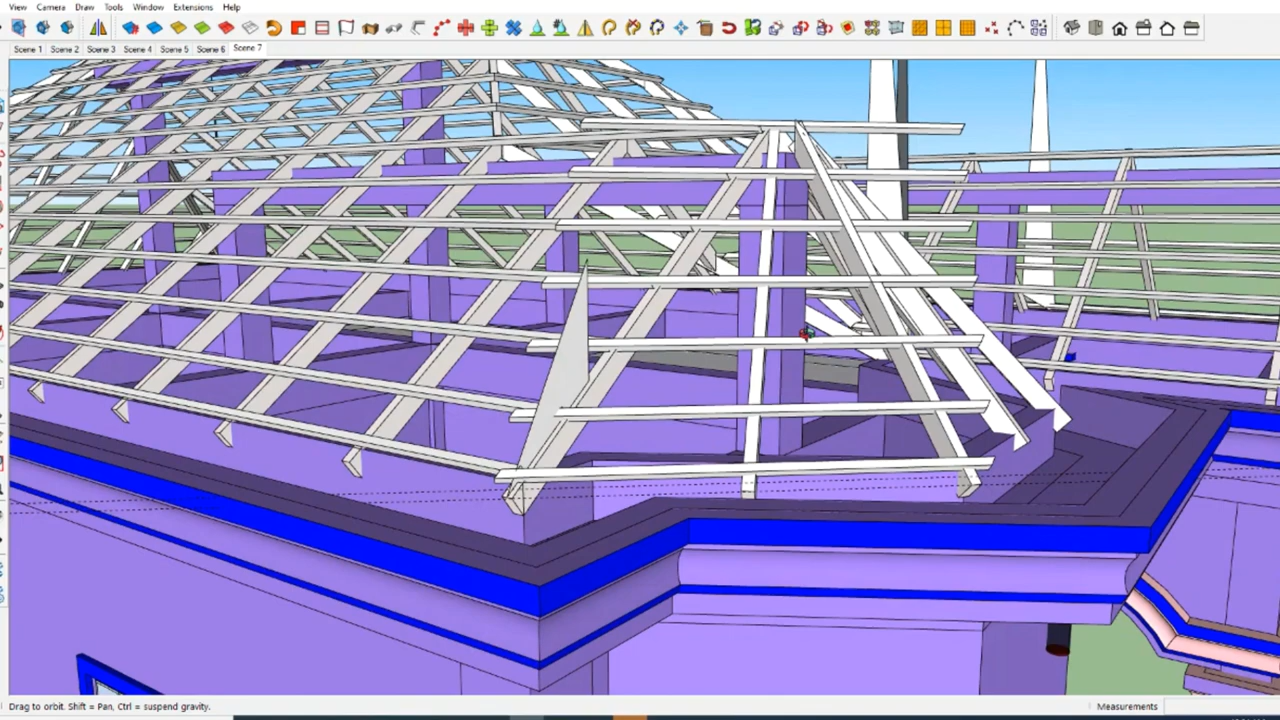 View Camera Draw Tools Window Extensions Help
Scene 1 Scene 2 Scene 3 Scene 4 Scene 5 Scene 6 Scene 7
Drag to orbit. Shift = Pan, Ctrl = suspend gravity. Measurements